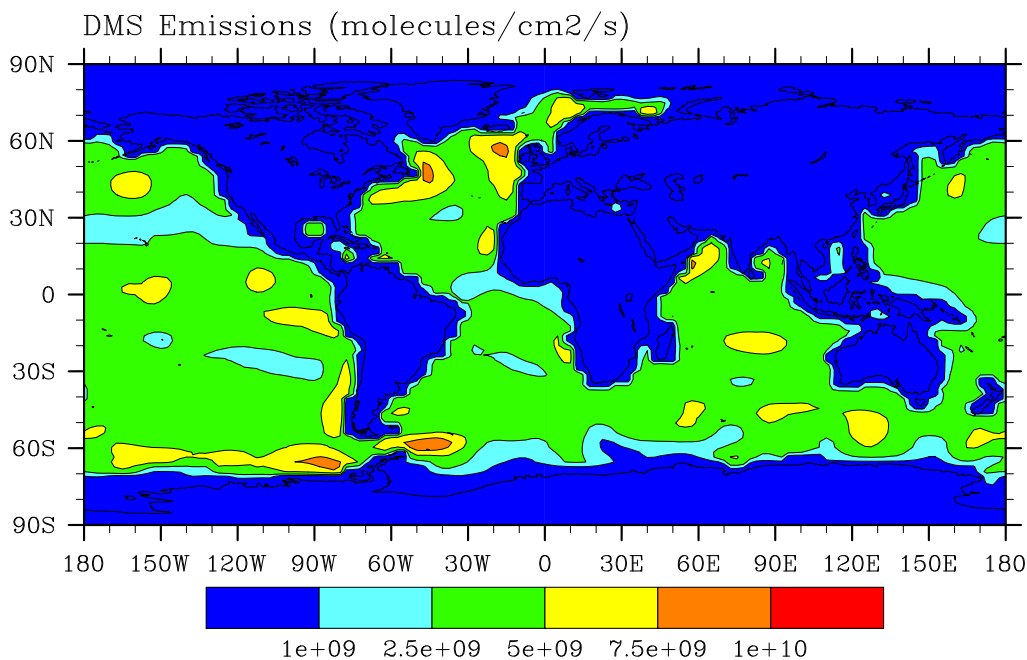 DMS Emissions (molecules/cm2/s)
90N
60N
30N
0
30S
60S
90S
180 150W 120W 90W 60W 30W 0 30E 60E 90E 120E 150E 180
1e+09 2.5e+09 5e+09 7.5e+09 1e+10